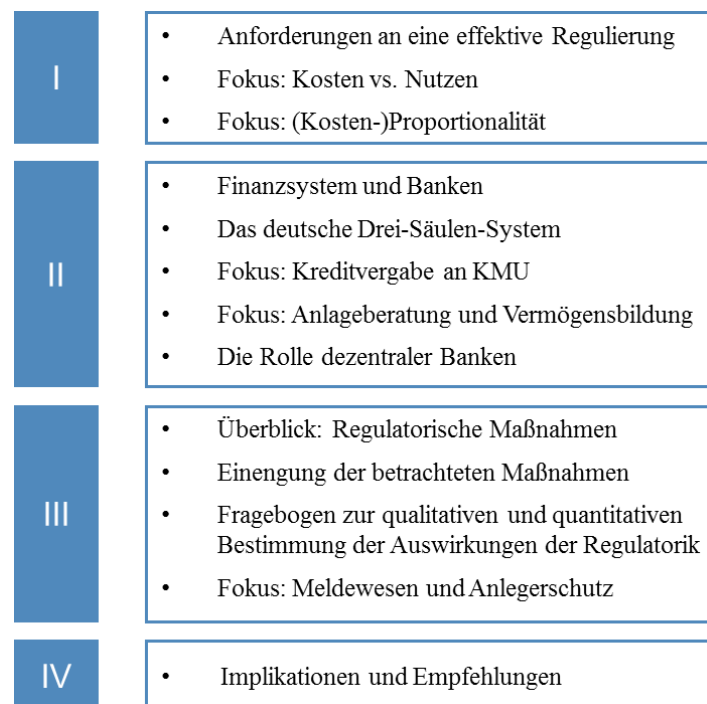 I
• Anforderungen an eine effektive Regulierung
• Fokus: Kosten vs. Nutzen
• Fokus: (Kosten-)Proportionalität
II
• Finanzsystem und Banken
• Das deutsche Drei-Säulen-System
• Fokus: Kreditvergabe an KMU
• Fokus: Anlageberatung und Vermögensbildung
• Die Rolle dezentraler Banken
III
• Überblick: Regulatorische Maßnahmen
• Einengung der betrachteten Maßnahmen
• Fragebogen zur qualitativen und quantitativen
Bestimmung der Auswirkungen der Regulatorik
• Fokus: Meldewesen und Anlegerschutz
IV
• Implikationen und Empfehlungen